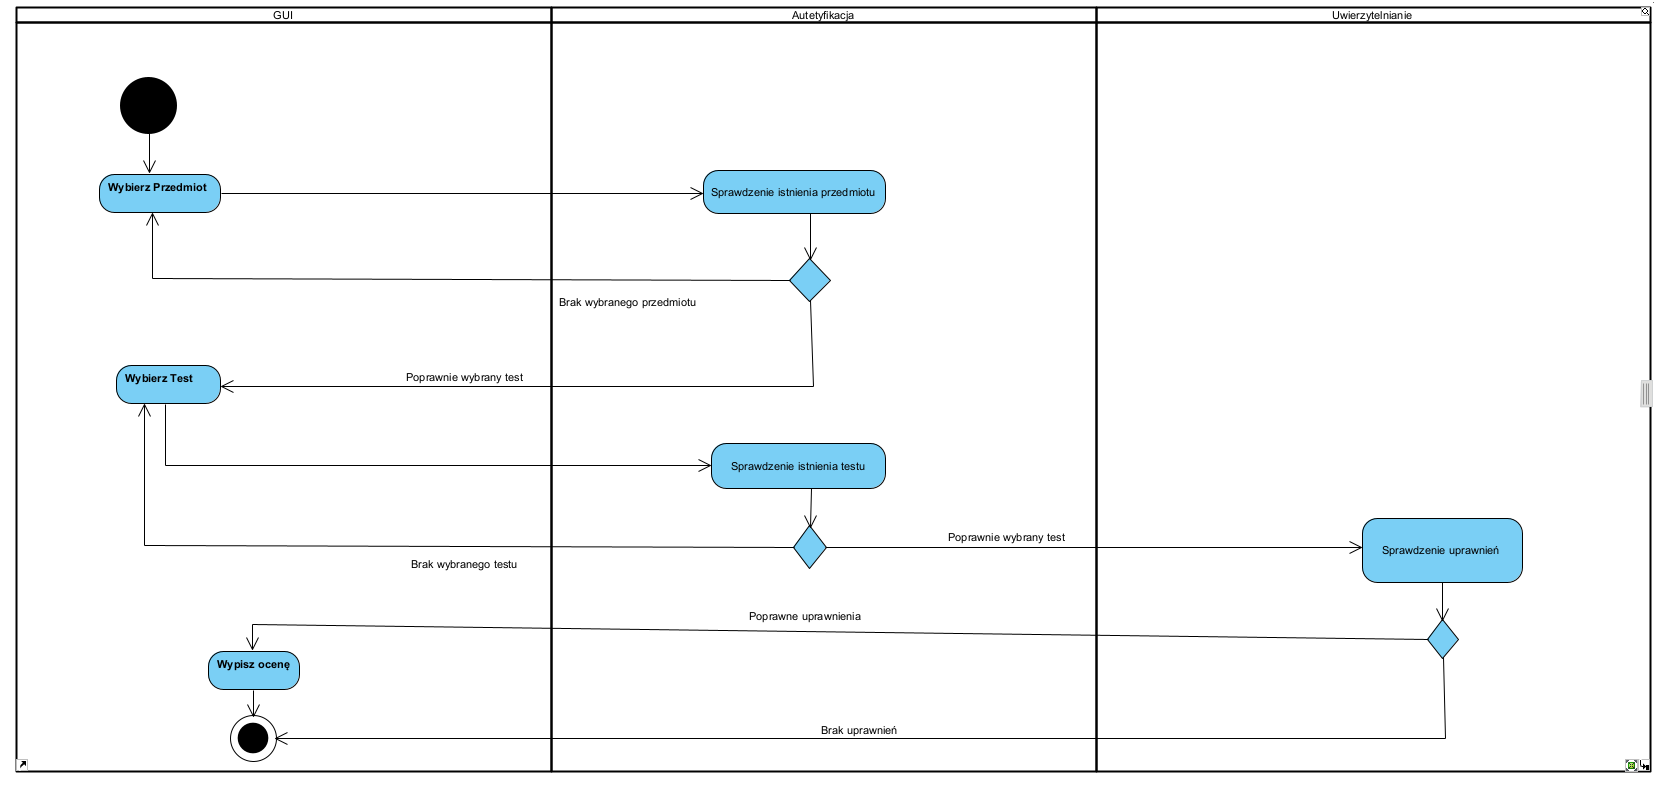 GUI
Autetyfikacja
Uwierzytelnianie
Wybierz Przedmiot
Sprawdzenie istnienia przedmiotu
Brak wybranego przedmiotu
Wybierz Test
Poprawnie wybrany test
Sprawdzenie istnienia testu
Poprawnie wybrany test
Sprawdzenie uprawnień
Brak wybranego testu
Poprawne uprawnienia
Wypisz ocenę
Brak uprawnień